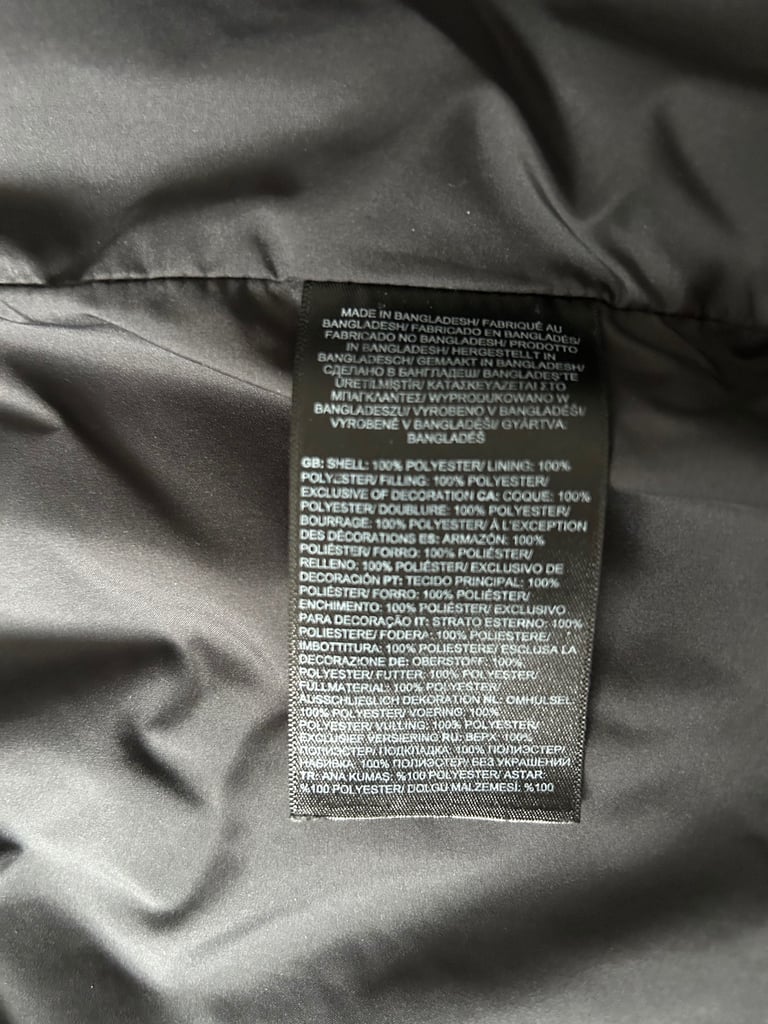 MADE IN BANGLADESH/ FABRIQUÉ AU
BANGLADESH/ FABRICADO EN BANGLADÉS/
FABRICADO NO BANGLADESH/ PRODOTTO
IN BANGLADESH/ HERGESTELLT IN
BANGLADESCH/ GEMAAKT IN BANGLADESH/
СДЕЛАНО В БАНГЛАДЕШ/ BANGLADEŞ'TE
ÜRETİLMİŞTİR/ ΚΑΤΑΣΚΕΥΑΖΕΤΑΙ ΣΤΟ
ΜΠΑΓΚΛΑΝΤΕΣ/ WYPRODUKOWANO W
BANGLADESZU/ VYROBENO V BANGLADÉŠI/
VYROBENÉ V BANGLADÉŠI/ GYÁRTVA:
BANGLADÉS
GB: SHELL: 100% POLYESTER/ LINING: 100%
POLYESTER/ FILLING: 100% POLYESTER/
EXCLUSIVE OF DECORATION CA: COQUE: 100%
POLYESTER/ DOUBLURE: 100% POLYESTER/
BOURRAGE: 100% POLYESTER/ À L'EXCEPTION
DES DÉCORATIONS ES: ARMAZÓN: 100%
POLIÉSTER/ FORRO: 100% POLIÉSTER/
RELLENO: 100% POLIÉSTER/ EXCLUSIVO DE
DECORACIÓN PT: TECIDO PRINCIPAL: 100%
POLIÉSTER/ FORRO: 100% POLIÉSTER/
ENCHIMENTO: 100% POLIÉSTER/ EXCLUSIVO
PARA DECORAÇÃO IT: STRATO ESTERNO: 100%
POLIESTERE/ FODERA: 100% POLIESTERE/
IMBOTTITURA: 100% POLIESTERE/ ESCLUSA LA
DECORAZIONE DE: OBERSTOFF: 100%
POLYESTER/ FUTTER: 100% POLYESTER/
FÜLLMATERIAL: 100% POLYESTER/
AUSSCHLIEßLICH DEKORATION NL: OMHULSEL:
100% POLYESTER/ VOERING: 100%
POLYESTER/ VULLING: 100% POLYESTER/
EXCLUSIEF VERSIERING RU: ВЕРХ: 100%
ПОЛИЭСТЕР/ ПОДКЛАДКА: 100% ПОЛИЭСТЕР/
НАБИВКА: 100% ПОЛИЭСТЕР/ БЕЗ УКРАШЕНИЙ
TR: ANA KUMAŞ: %100 POLYESTER/ ASTAR:
%100 POLYESTER/ DOLGU MALZEMESİ: %100